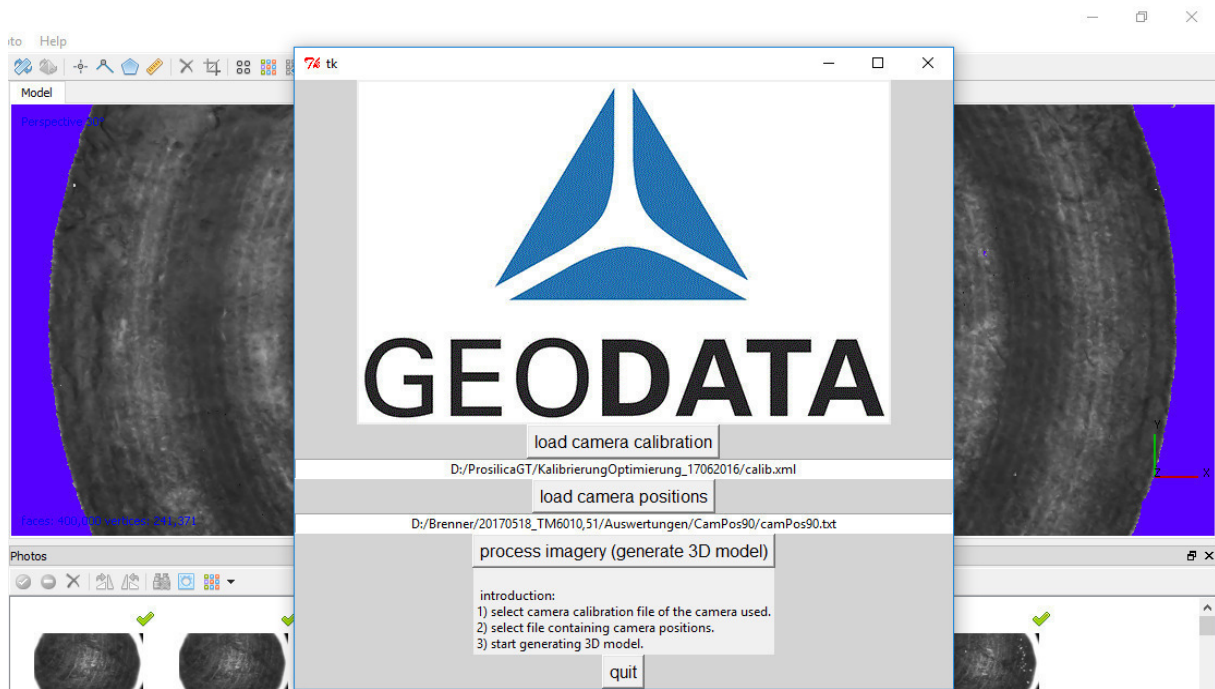 oto Help
tk
Model
Perspective 30°
GEODATA
load camera calibration
D:/ProsilicaGT/KalibrierungOptimierung_17062016/calib.xml
load camera positions
D:/Brenner/20170518_TM6010,51/Auswertungen/CamPos90/camPos90.txt
process imagery (generate 3D model)
introduction:
1) select camera calibration file of the camera used.
2) select file containing camera positions.
3) start generating 3D model.
quit
Y
Z X
faces: 400,000 vertices: 241,371
Photos